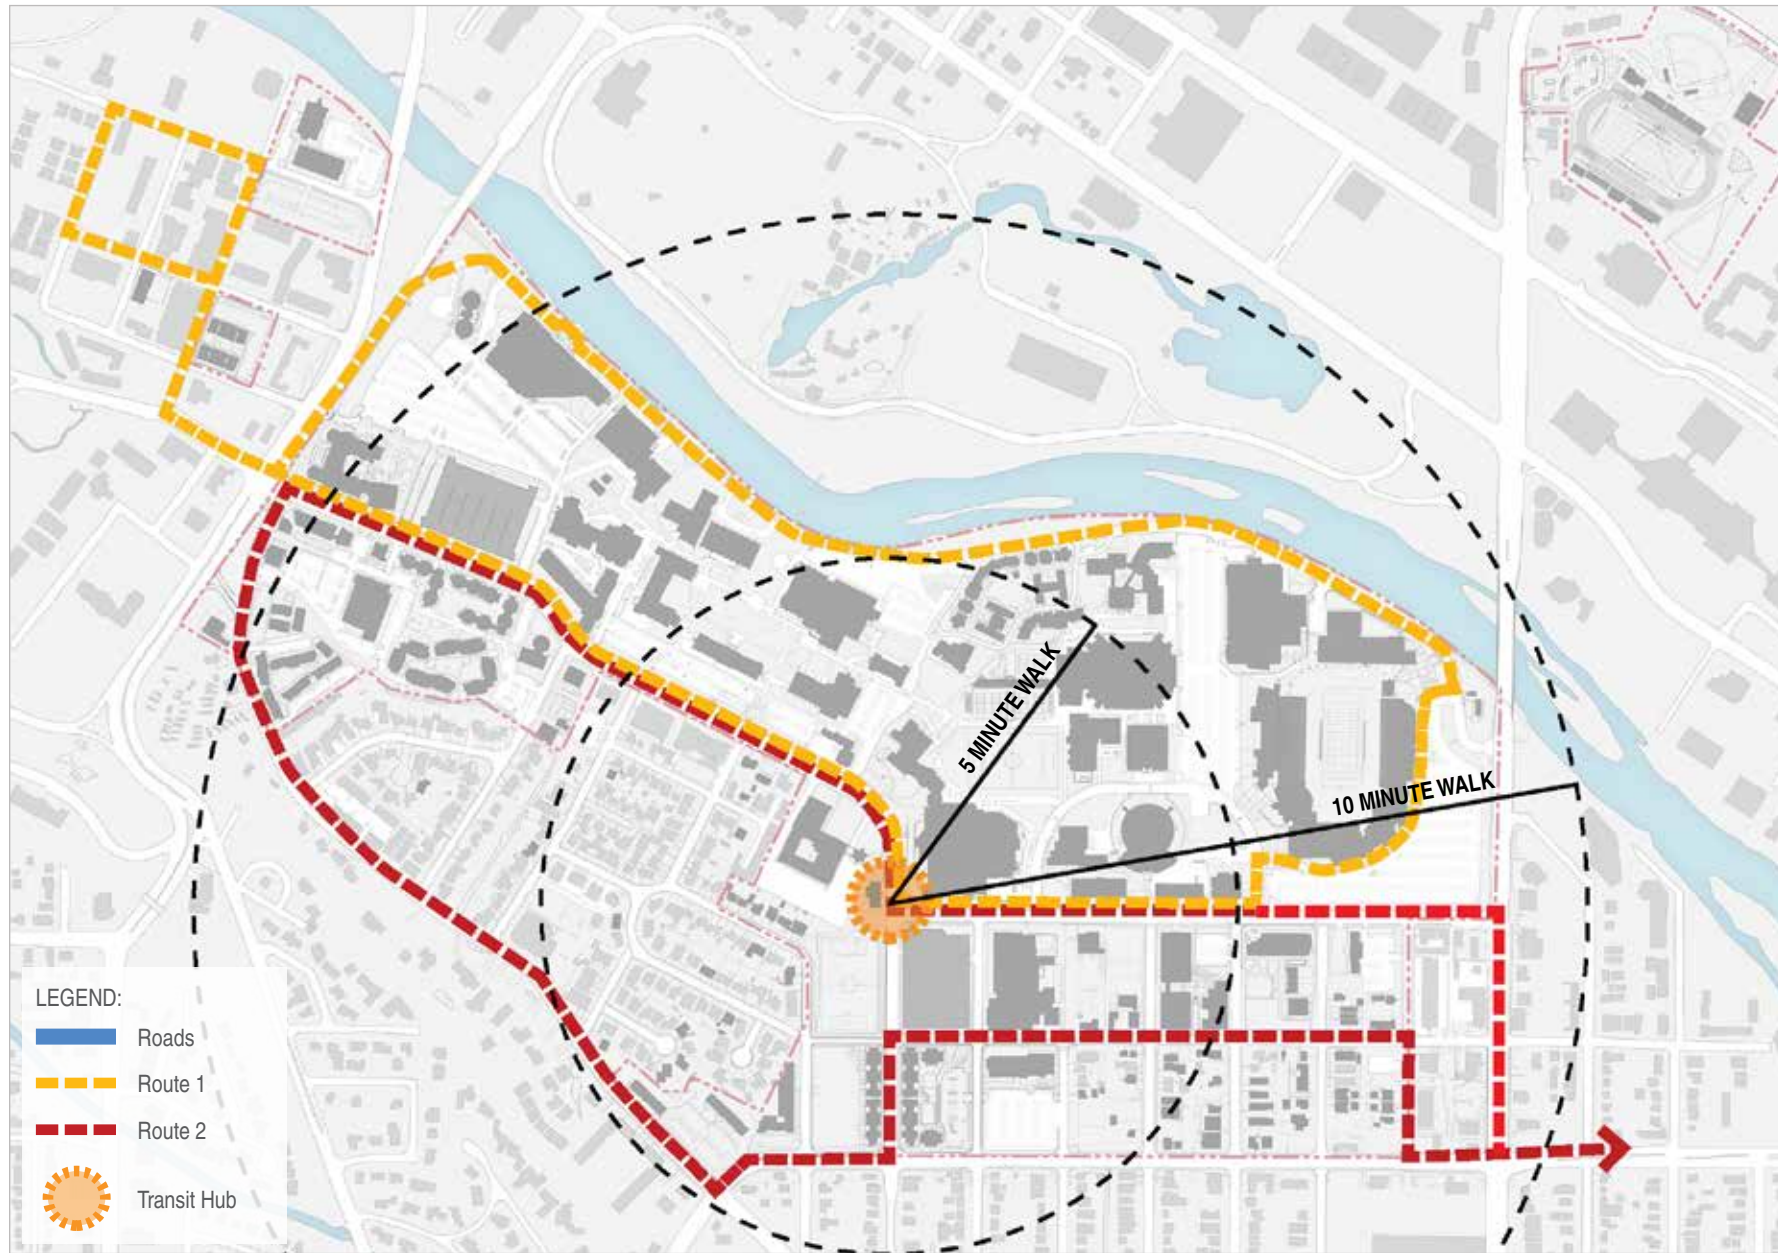 5 MINUTE WALK
10 MINUTE WALK
LEGEND:
Roads
Route 1
Route 2
Transit Hub